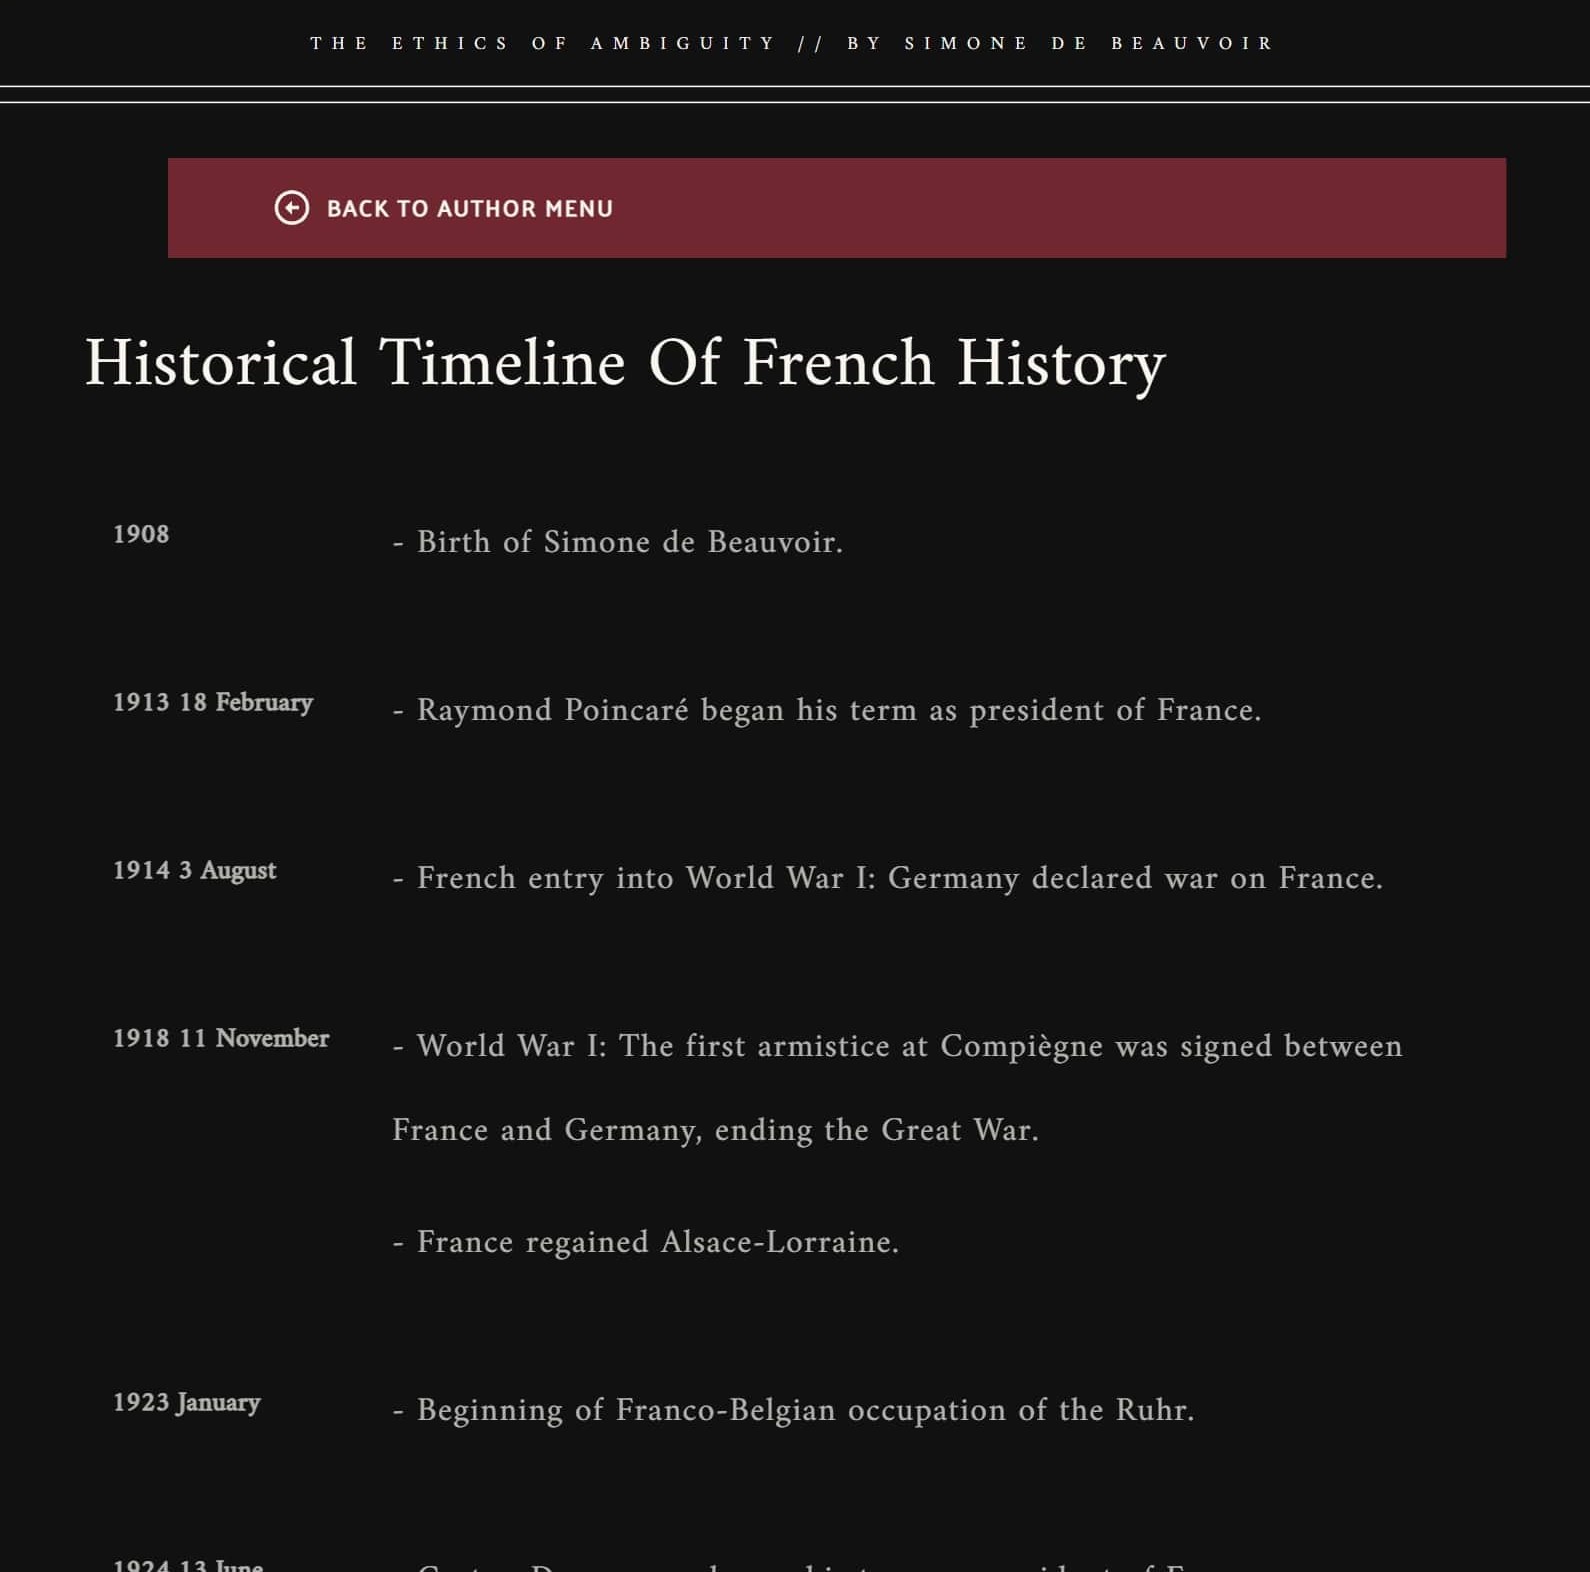 THE ETHICS OF AMBIGUITY // BY SIMONE DE BEAUVOIR
BACK TO AUTHOR MENU
Historical Timeline Of French History
1908
- Birth of Simone de Beauvoir.
1913 18 February
- Raymond Poincaré began his term as president of France.
1914 3 August
- French entry into World War I: Germany declared war on France.
1918 11 November
- World War I: The first armistice at Compiègne was signed between
France and Germany, ending the Great War.
- France regained Alsace-Lorraine.
1923 January
- Beginning of Franco-Belgian occupation of the Ruhr.
1924 13 June